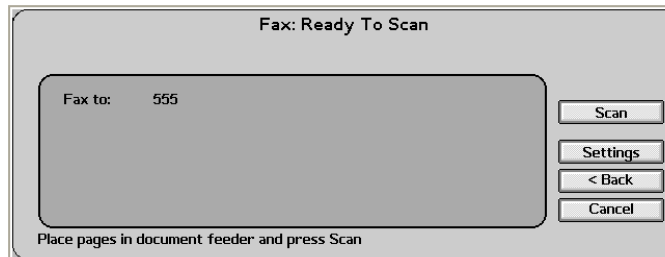 Fax: Ready To Scan
Fax to: 555
Scan
Settings
< Back
Cancel
Place pages in document feeder and press Scan